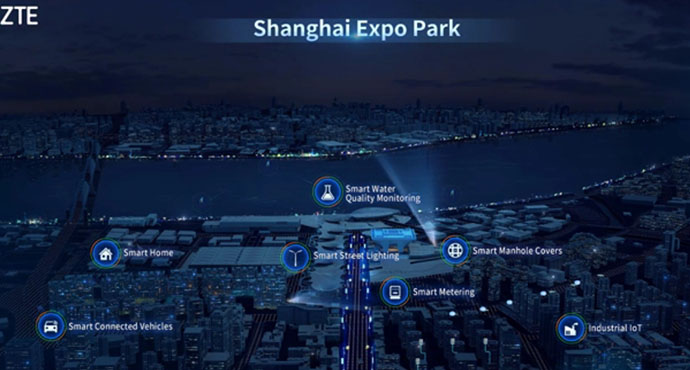 ZTE
Shanghai Expo Park
Smart Water
Quality Monitoring
Smart Home
Smart Street Lighting
Smart Manhole Covers
Smart Metering
Smart Connected Vehicles
Industrial IoT